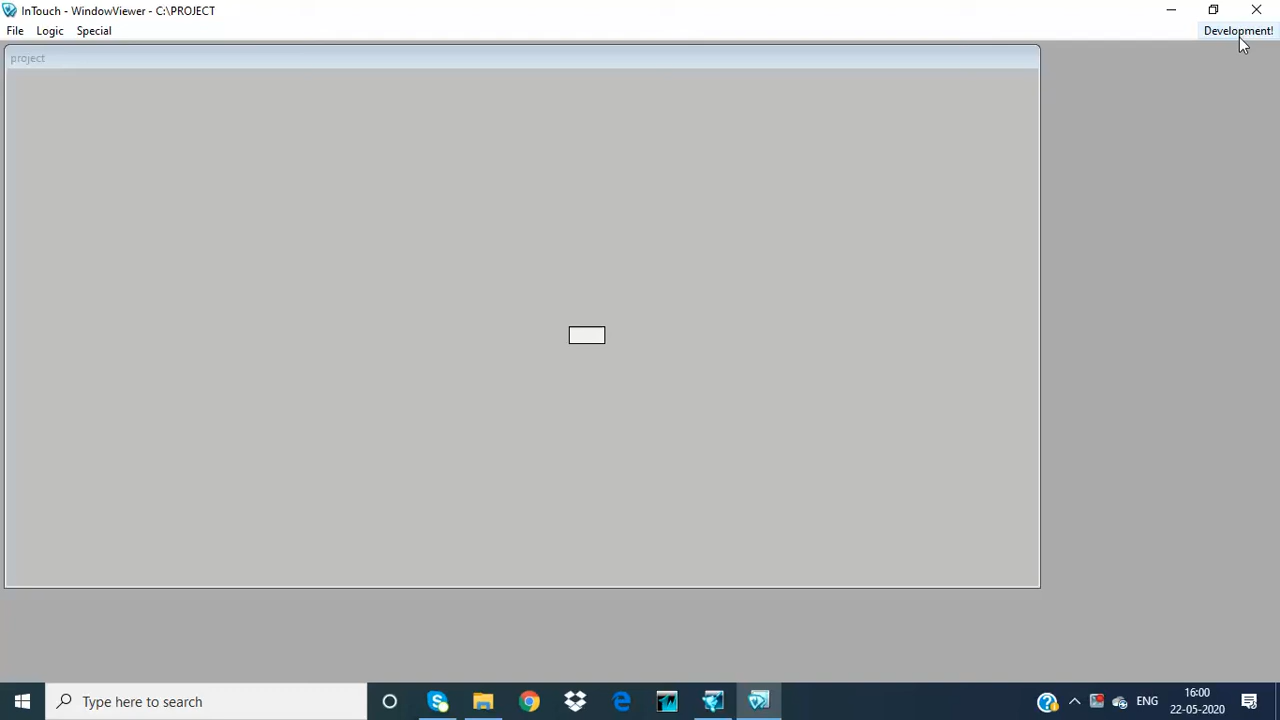 InTouch - WindowViewer - C:\PROJECT
File Logic Special Development!
project
Type here to search
ENG
16:00
22-05-2020